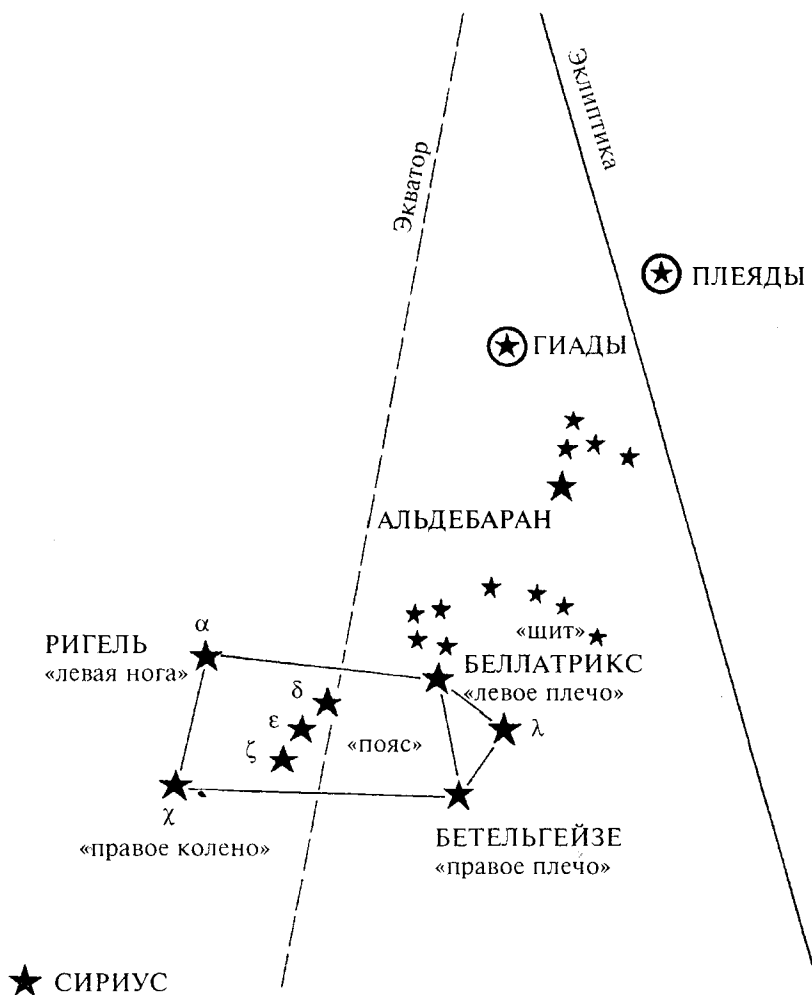 Эклиптика
Экватор
ПЛЕЯДЫ
ГИАДЫ
АЛЬДЕБАРАН
α
РИГЕЛЬ
«левая нога»
«щит»
БЕЛЛАТРИКС
«левое плечо»
δ
ε
ζ
«пояс»
λ
χ
«правое колено»
БЕТЕЛЬГЕЙЗЕ
«правое плечо»
СИРИУС